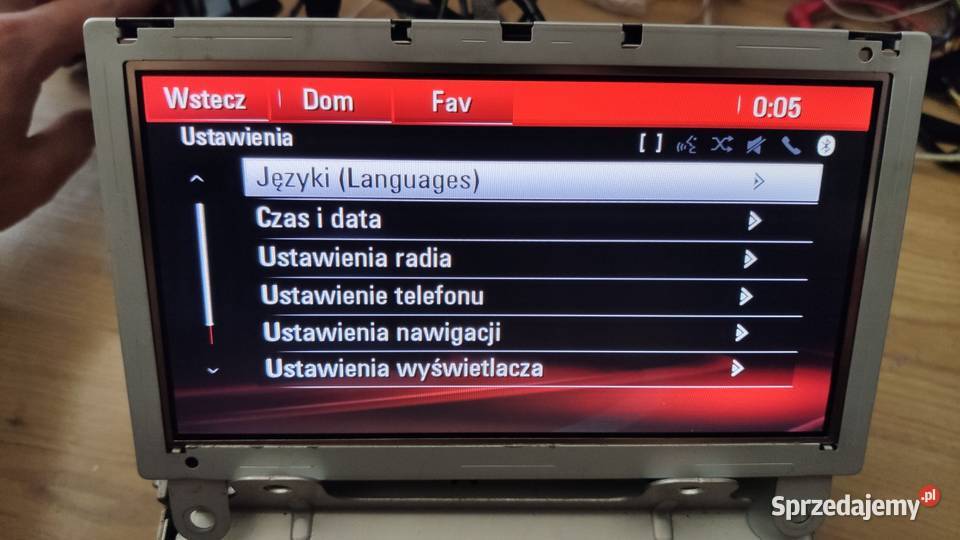 Wstecz Dom Fav 0:05
Ustawienia
Języki (Languages)
Czas i data
Ustawienia radia
Ustawienie telefonu
Ustawienia nawigacji
Ustawienia wyświetlacza
Sprzedajemy.pl